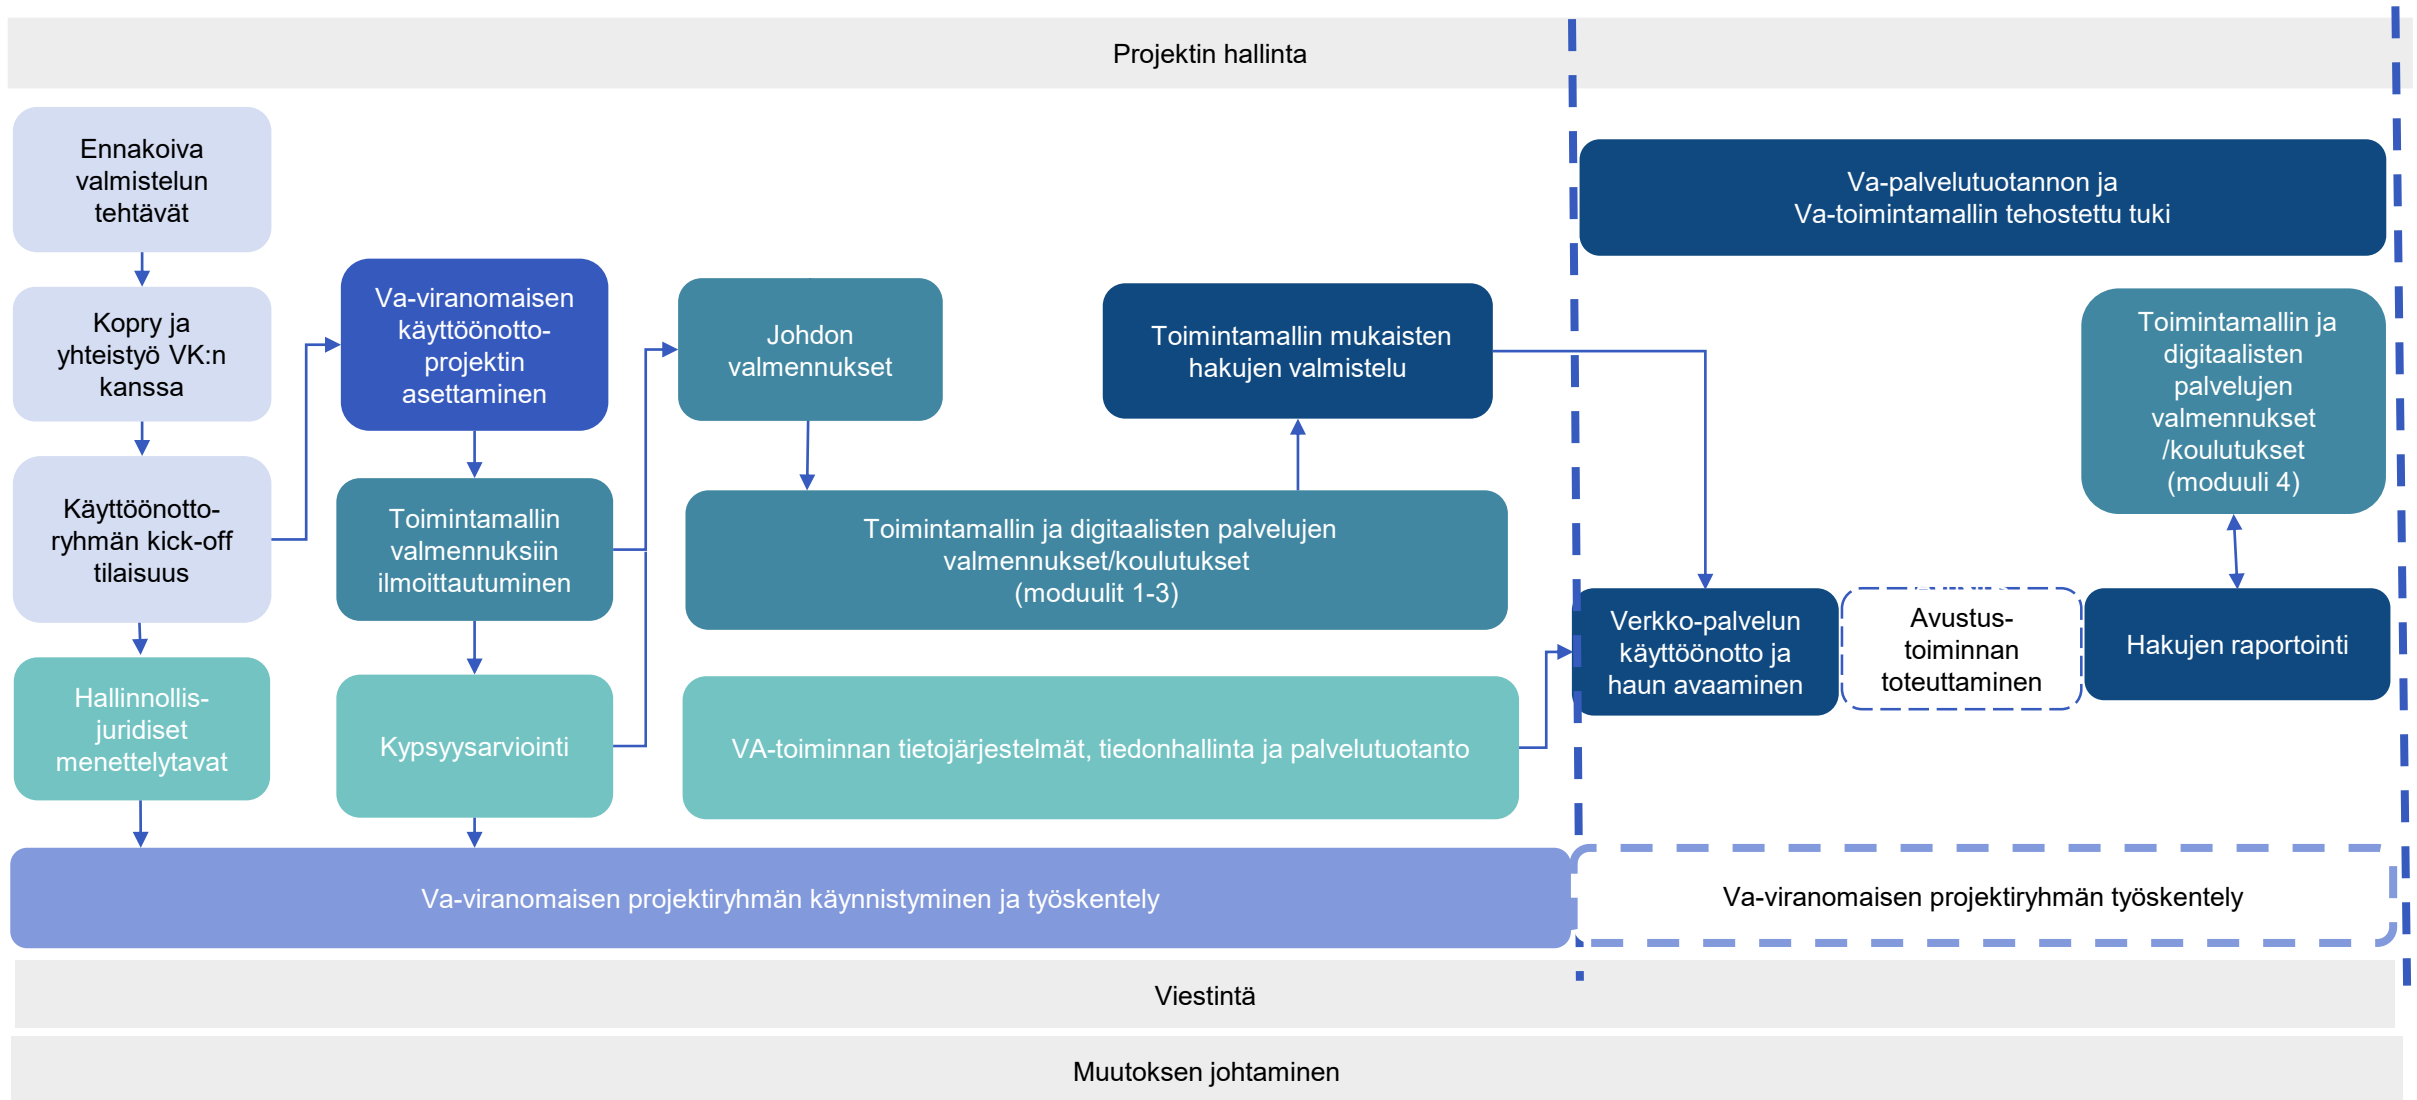 Projektin hallinta
Ennakoiva
valmistelun
tehtävät
Kopry ja
yhteistyö VK:n
kanssa
Käyttöönotto-
ryhmän kick-off
tilaisuus
Hallinnollis-
juridiset
menettelytavat
Va-viranomaisen
käyttöönotto-
projektin
asettaminen
Toimintamallin
valmennuksiin
ilmoittautuminen
Kypsyysarviointi
Johdon
valmennukset
Toimintamallin mukaisten
hakujen valmistelu
Toimintamallin ja digitaalisten palvelujen
valmennukset/koulutukset
(moduulit 1-3)
VA-toiminnan tietojärjestelmät, tiedonhallinta ja palvelutuotanto
Va-palvelutuotannon ja
Va-toimintamallin tehostettu tuki
Toimintamallin ja
digitaalisten
palvelujen
valmennukset
/koulutukset
(moduuli 4)
Verkko-palvelun
käyttöönotto ja
haun avaaminen
Avustus-
toiminnan
toteuttaminen
Hakujen raportointi
Va-viranomaisen projektiryhmän käynnistyminen ja työskentely
Va-viranomaisen projektiryhmän työskentely
Viestintä
Muutoksen johtaminen